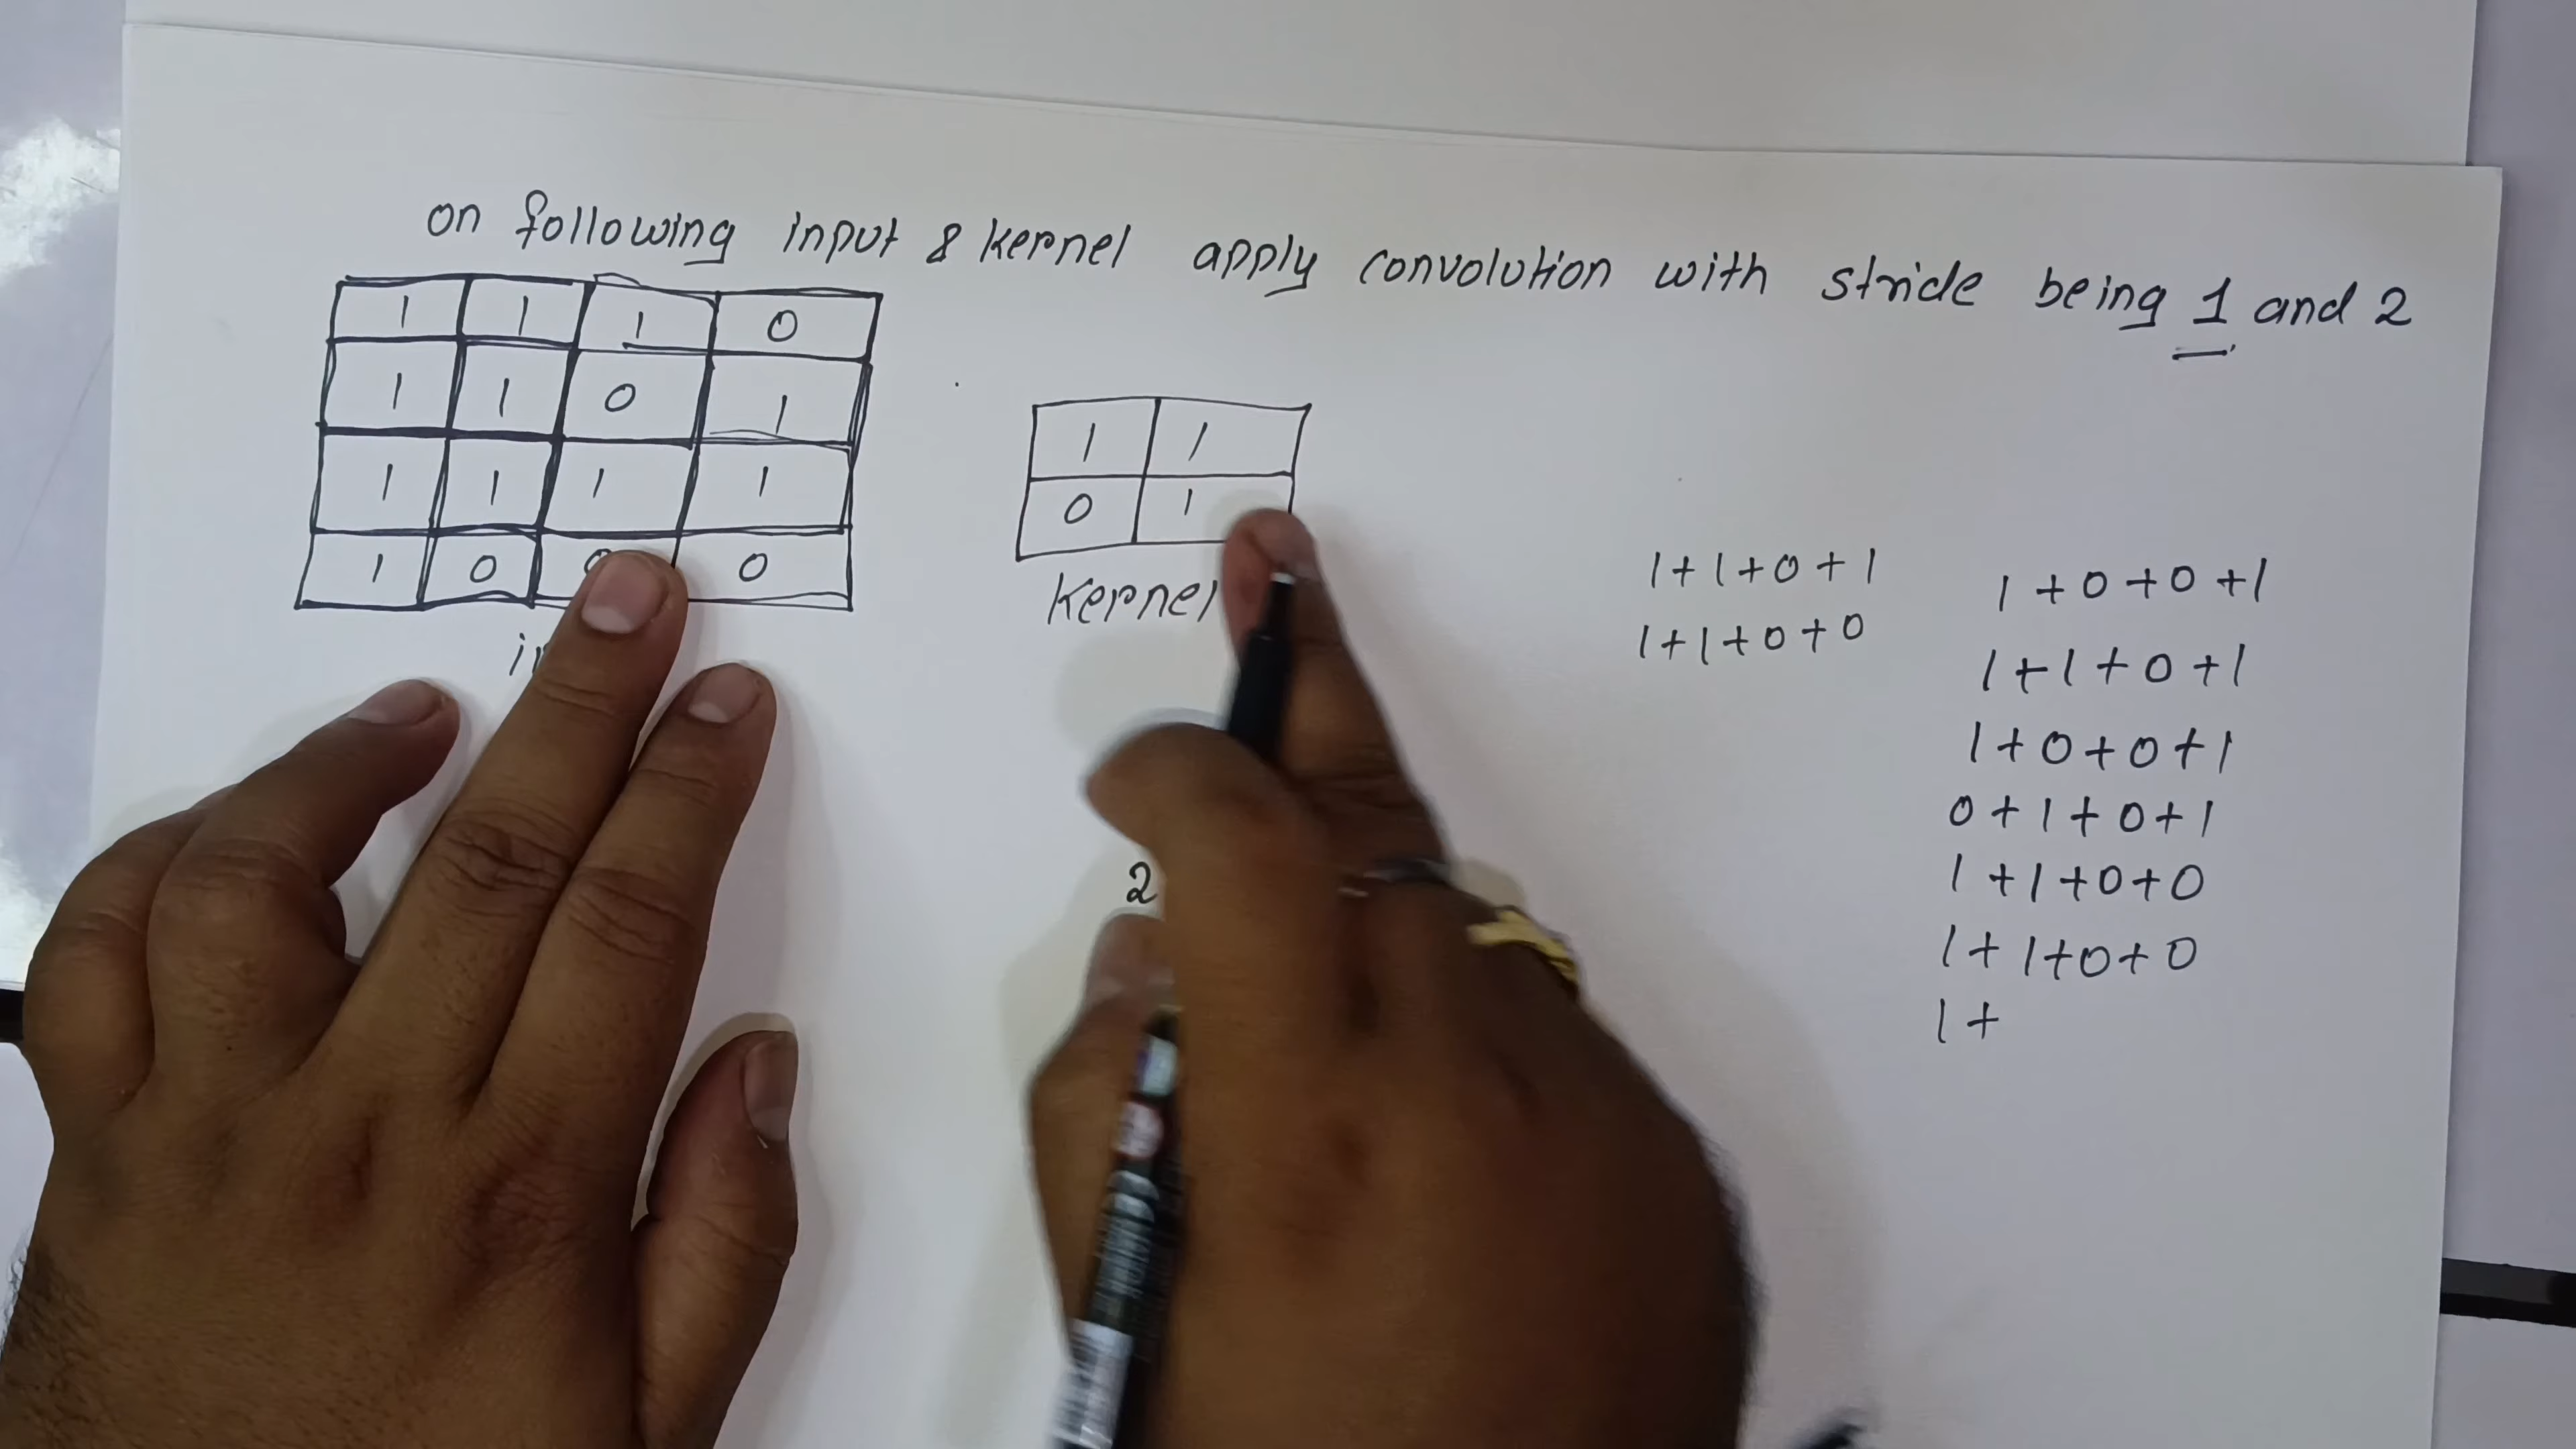 on following input & kernel apply convolution with stride being 1 and 2
1 1 1 0
1 1 0 1
1 1 1 1
1 0 0
1 1
0 1
Kernel
1+1+0+1
1+1+0+0
1+0+0+1
1+1+0+1
1+0+0+1
0+1+0+1
1+1+0+0
1+1+0+0
1+
2